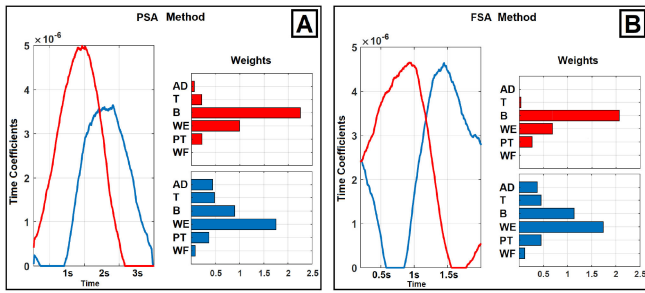 PSA Method
A
×10⁻⁶
Weights
5
4
3
2
1
0
Time Coefficients
1s
2s
3s
Time
AD
T
B
WE
PT
WF
AD
T
B
WE
PT
WF
0.5
1
1.5
2
2.5
FSA Method
B
×10⁻⁶
Weights
5
4
3
2
1
0
Time Coefficients
0.5s
1s
1.5s
Time
AD
T
B
WE
PT
WF
AD
T
B
WE
PT
WF
0.5
1
1.5
2
2.5